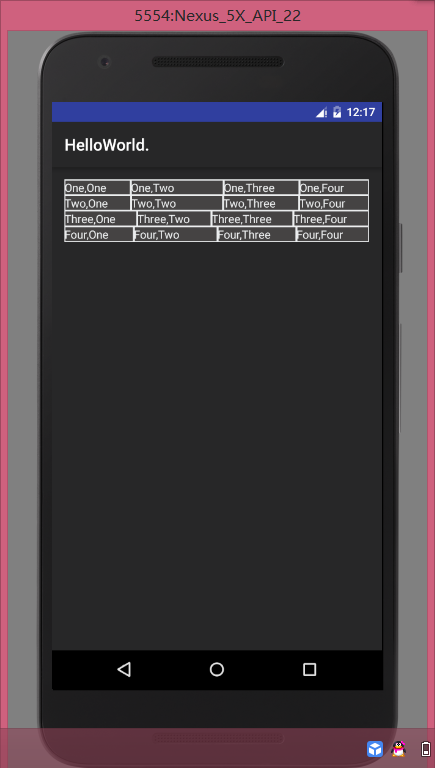 5554:Nexus_5X_API_22
12:17
HelloWorld.
One,One One,Two One,Three One,Four
Two,One Two,Two Two,Three Two,Four
Three,One Three,Two Three,Three Three,Four
Four,One Four,Two Four,Three Four,Four